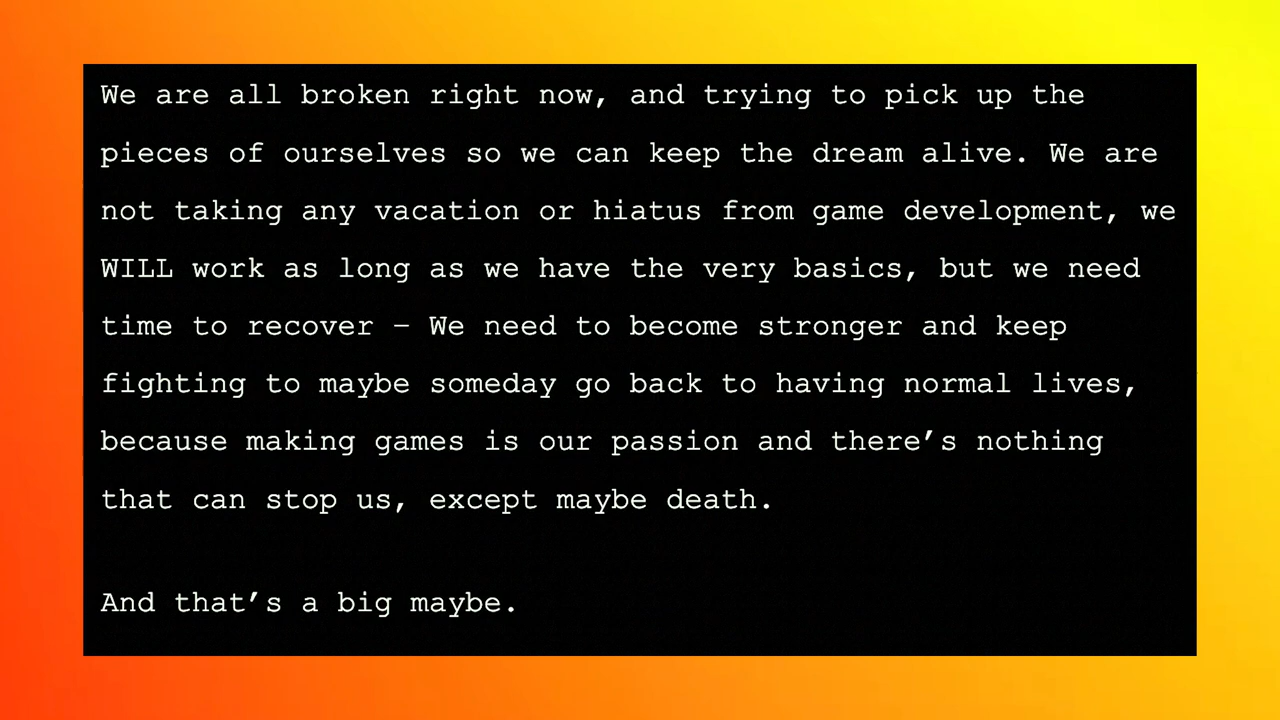 We are all broken right now, and trying to pick up the
pieces of ourselves so we can keep the dream alive. We are
not taking any vacation or hiatus from game development, we
WILL work as long as we have the very basics, but we need
time to recover – We need to become stronger and keep
fighting to maybe someday go back to having normal lives,
because making games is our passion and there’s nothing
that can stop us, except maybe death.
And that’s a big maybe.